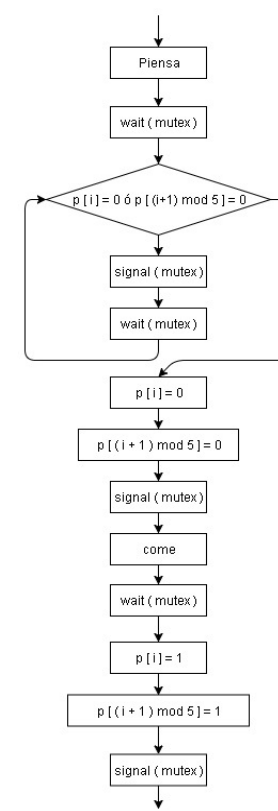 Piensa
wait ( mutex )
p [ i ] = 0 ó p [ (i+1) mod 5 ] = 0
signal ( mutex )
wait ( mutex )
p [ i ] = 0
p [ ( i + 1 ) mod 5 ] = 0
signal ( mutex )
come
wait ( mutex )
p [ i ] = 1
p [ ( i + 1 ) mod 5 ] = 1
signal ( mutex )